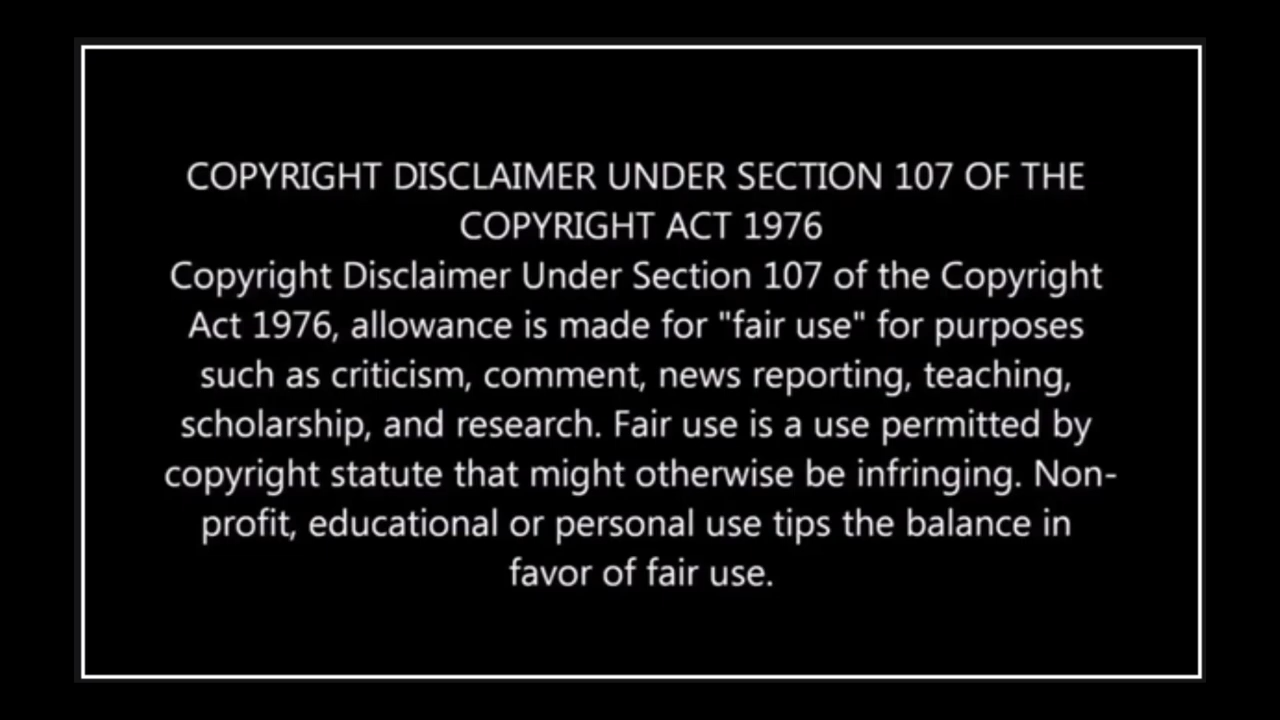 COPYRIGHT DISCLAIMER UNDER SECTION 107 OF THE
COPYRIGHT ACT 1976
Copyright Disclaimer Under Section 107 of the Copyright
Act 1976, allowance is made for "fair use" for purposes
such as criticism, comment, news reporting, teaching,
scholarship, and research. Fair use is a use permitted by
copyright statute that might otherwise be infringing. Non-
profit, educational or personal use tips the balance in
favor of fair use.